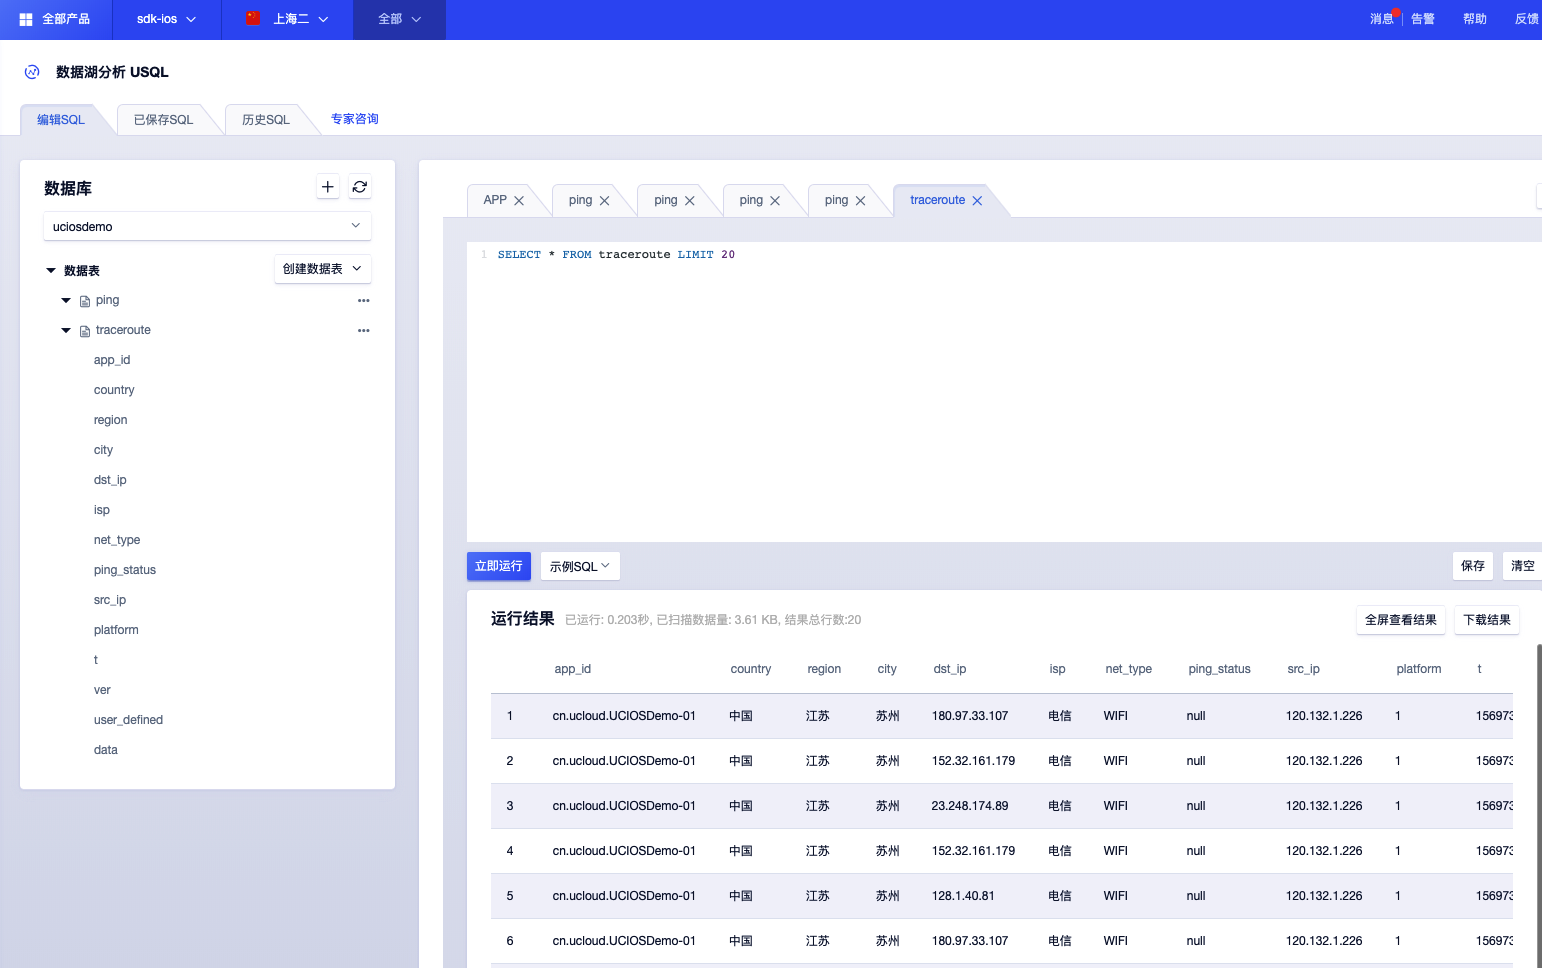 全部产品 sdk-ios 上海二 全部 消息 告警 帮助 反馈
数据湖分析 USQL
编辑SQL 已保存SQL 历史SQL 专家咨询
数据库
uciosdemo
数据表 创建数据表
ping
traceroute
app_id
country
region
city
dst_ip
isp
net_type
ping_status
src_ip
platform
t
ver
user_defined
data
APP ping ping ping ping traceroute
1 SELECT * FROM traceroute LIMIT 20
立即运行 示例SQL 保存 清空
运行结果 已运行: 0.203秒, 已扫描数据量: 3.61 KB, 结果总行数:20 全屏查看结果 下载结果
app_id country region city dst_ip isp net_type ping_status src_ip platform t
1 cn.ucloud.UCIOSDemo-01 中国 江苏 苏州 180.97.33.107 电信 WIFI null 120.132.1.226 1 156973
2 cn.ucloud.UCIOSDemo-01 中国 江苏 苏州 152.32.161.179 电信 WIFI null 120.132.1.226 1 156973
3 cn.ucloud.UCIOSDemo-01 中国 江苏 苏州 23.248.174.89 电信 WIFI null 120.132.1.226 1 156973
4 cn.ucloud.UCIOSDemo-01 中国 江苏 苏州 152.32.161.179 电信 WIFI null 120.132.1.226 1 156973
5 cn.ucloud.UCIOSDemo-01 中国 江苏 苏州 128.1.40.81 电信 WIFI null 120.132.1.226 1 156973
6 cn.ucloud.UCIOSDemo-01 中国 江苏 苏州 180.97.33.107 电信 WIFI null 120.132.1.226 1 156973